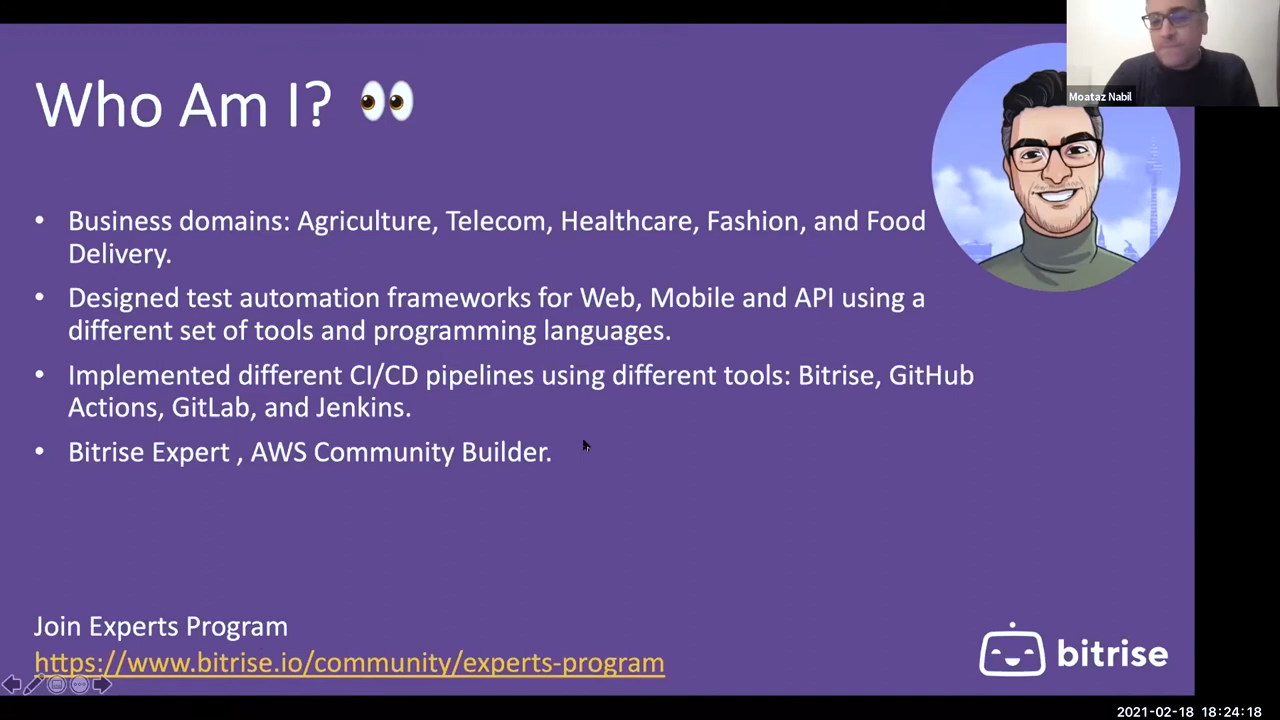 Moataz Nabil
Who Am I? 👀
• Business domains: Agriculture, Telecom, Healthcare, Fashion, and Food
Delivery.
• Designed test automation frameworks for Web, Mobile and API using a
different set of tools and programming languages.
• Implemented different CI/CD pipelines using different tools: Bitrise, GitHub
Actions, GitLab, and Jenkins.
• Bitrise Expert , AWS Community Builder.
Join Experts Program
https://www.bitrise.io/community/experts-program
bitrise
2021-02-18 18:24:18